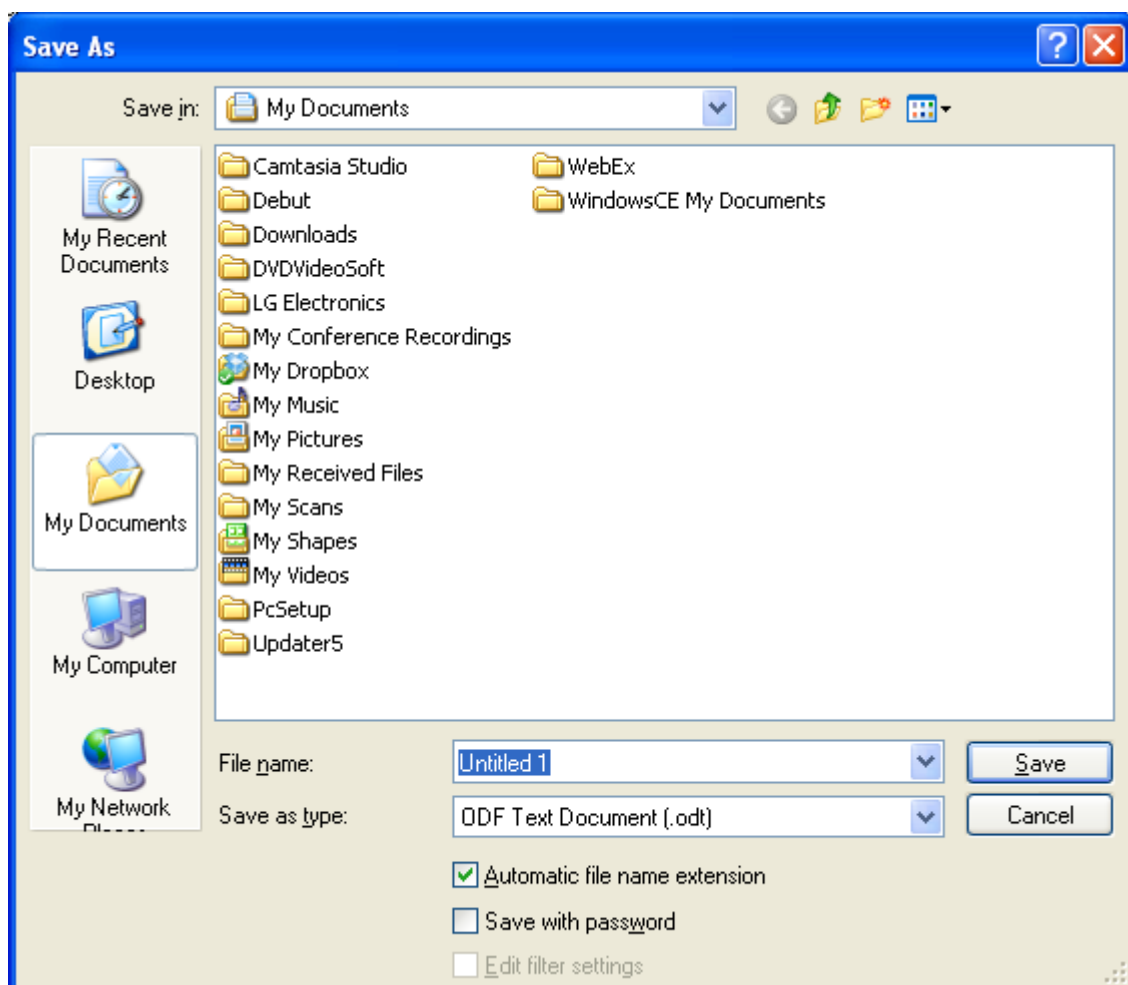 Save As
Save in:
My Documents
My Recent
Documents
Desktop
My Documents
My Computer
My Network
Camtasia Studio
Debut
Downloads
DVDVideoSoft
LG Electronics
My Conference Recordings
My Dropbox
My Music
My Pictures
My Received Files
My Scans
My Shapes
My Videos
PcSetup
Updater5
WebEx
WindowsCE My Documents
File name:
Untitled 1
Save
Save as type:
ODF Text Document (.odt)
Cancel
Automatic file name extension
Save with password
Edit filter settings